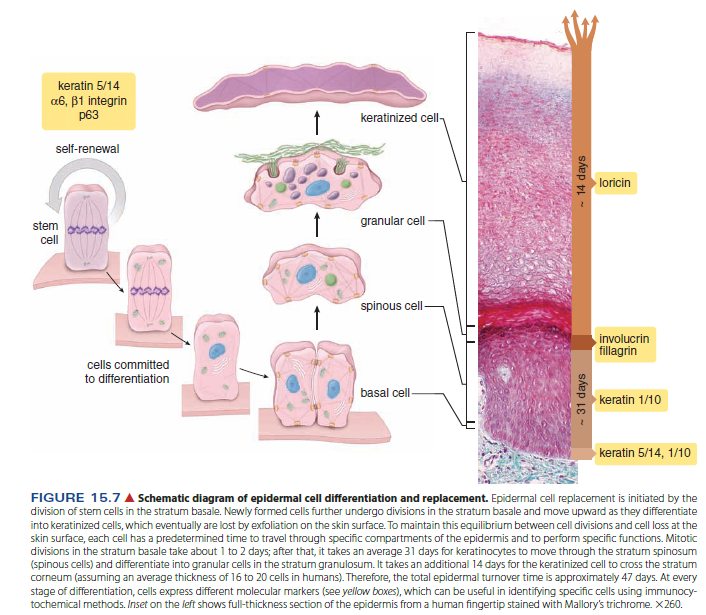 keratin 5/14
α6, β1 integrin
p63
self-renewal
stem
cell
cells committed
to differentiation
keratinized cell
granular cell
spinous cell
basal cell
~ 14 days
~ 31 days
loricin
involucrin
fillagrin
keratin 1/10
keratin 5/14, 1/10
FIGURE 15.7 ▲ Schematic diagram of epidermal cell differentiation and replacement. Epidermal cell replacement is initiated by the
division of stem cells in the stratum basale. Newly formed cells further undergo divisions in the stratum basale and move upward as they differentiate
into keratinized cells, which eventually are lost by exfoliation on the skin surface. To maintain this equilibrium between cell divisions and cell loss at the
skin surface, each cell has a predetermined time to travel through specific compartments of the epidermis and to perform specific functions. Mitotic
divisions in the stratum basale take about 1 to 2 days; after that, it takes an average 31 days for keratinocytes to move through the stratum spinosum
(spinous cells) and differentiate into granular cells in the stratum granulosum. It takes an additional 14 days for the keratinized cell to cross the stratum
corneum (assuming an average thickness of 16 to 20 cells in humans). Therefore, the total epidermal turnover time is approximately 47 days. At every
stage of differentiation, cells express different molecular markers (see yellow boxes), which can be useful in identifying specific cells using immunocy-
tochemical methods. Inset on the left shows full-thickness section of the epidermis from a human fingertip stained with Mallory's trichrome. ×260.